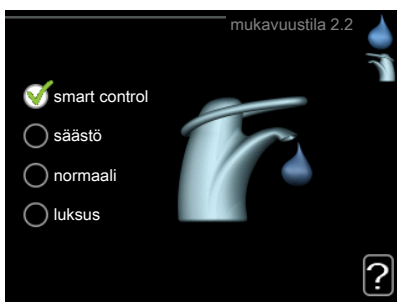 mukavuustila 2.2
smart control
säästö
normaali
luksus
?